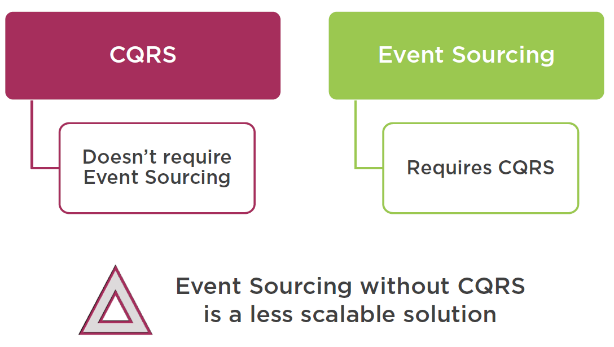 CQRS
Event Sourcing
Doesn't require
Event Sourcing
Requires CQRS
Event Sourcing without CQRS
is a less scalable solution